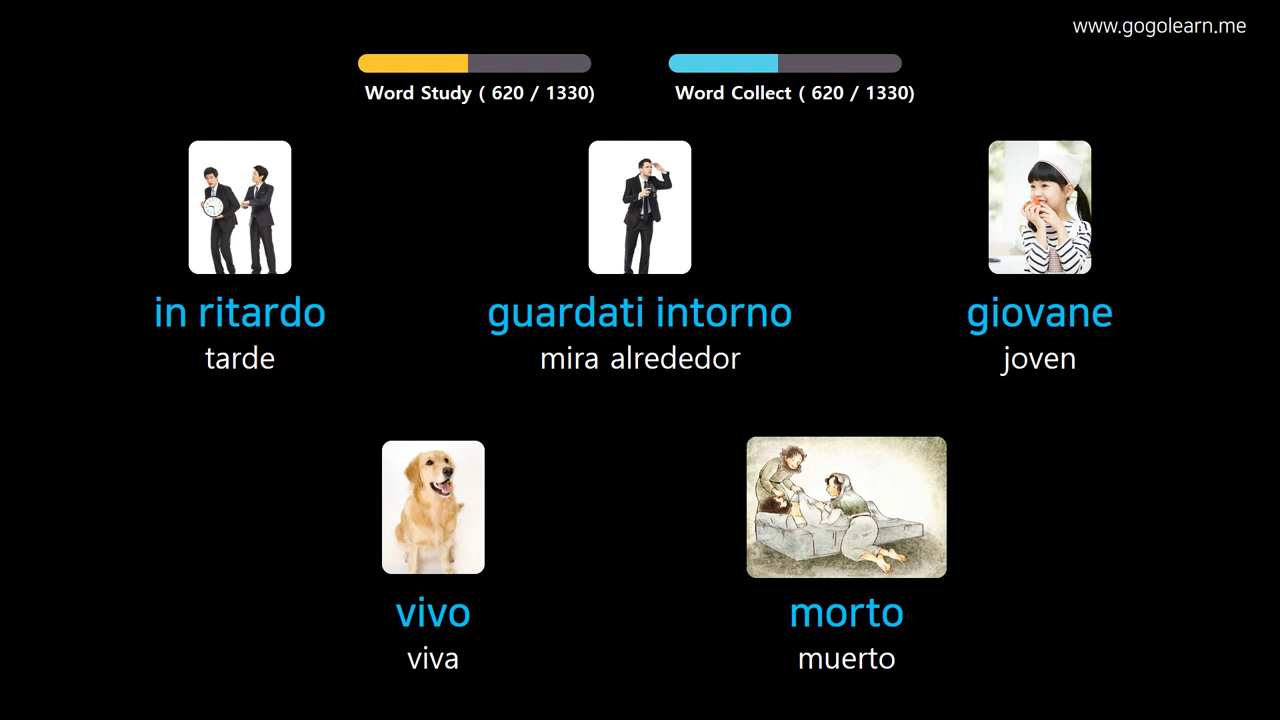 www.gogolearn.me
Word Study ( 620 / 1330)
Word Collect ( 620 / 1330)
in ritardo
tarde
guardati intorno
mira alrededor
giovane
joven
vivo
viva
morto
muerto